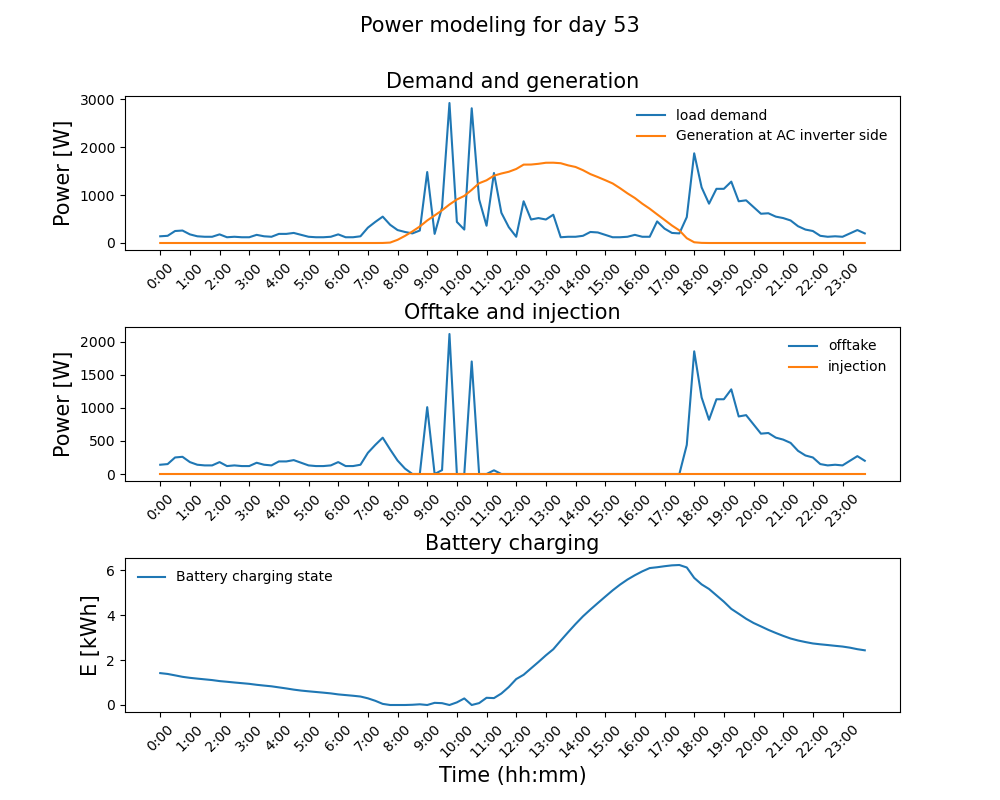 Power modeling for day 53
Demand and generation
Power [W]
3000
2000
1000
0
load demand
Generation at AC inverter side
0:00 1:00 2:00 3:00 4:00 5:00 6:00 7:00 8:00 9:00 10:00 11:00 12:00 13:00 14:00 15:00 16:00 17:00 18:00 19:00 20:00 21:00 22:00 23:00
Offtake and injection
Power [W]
2000
1500
1000
500
0
offtake
injection
0:00 1:00 2:00 3:00 4:00 5:00 6:00 7:00 8:00 9:00 10:00 11:00 12:00 13:00 14:00 15:00 16:00 17:00 18:00 19:00 20:00 21:00 22:00 23:00
Battery charging
E [kWh]
6
4
2
0
Battery charging state
0:00 1:00 2:00 3:00 4:00 5:00 6:00 7:00 8:00 9:00 10:00 11:00 12:00 13:00 14:00 15:00 16:00 17:00 18:00 19:00 20:00 21:00 22:00 23:00
Time (hh:mm)